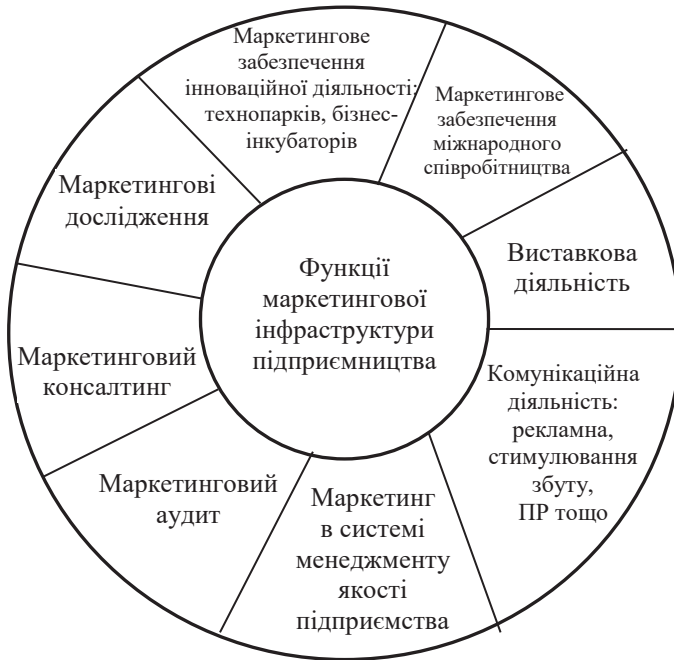 Маркетингове
забезпечення
інноваційної діяльності:
технопарків, бізнес-
інкубаторів
Маркетингове
забезпечення
міжнародного
співробітництва
Виставкова
діяльність
Комунікаційна
діяльність:
рекламна,
стимулювання
збуту,
ПР тощо
Маркетинг
в системі
менеджменту
якості
підприємства
Маркетинговий
аудит
Маркетинговий
консалтинг
Маркетингові
дослідження
Функції
маркетингової
інфраструктури
підприємництва